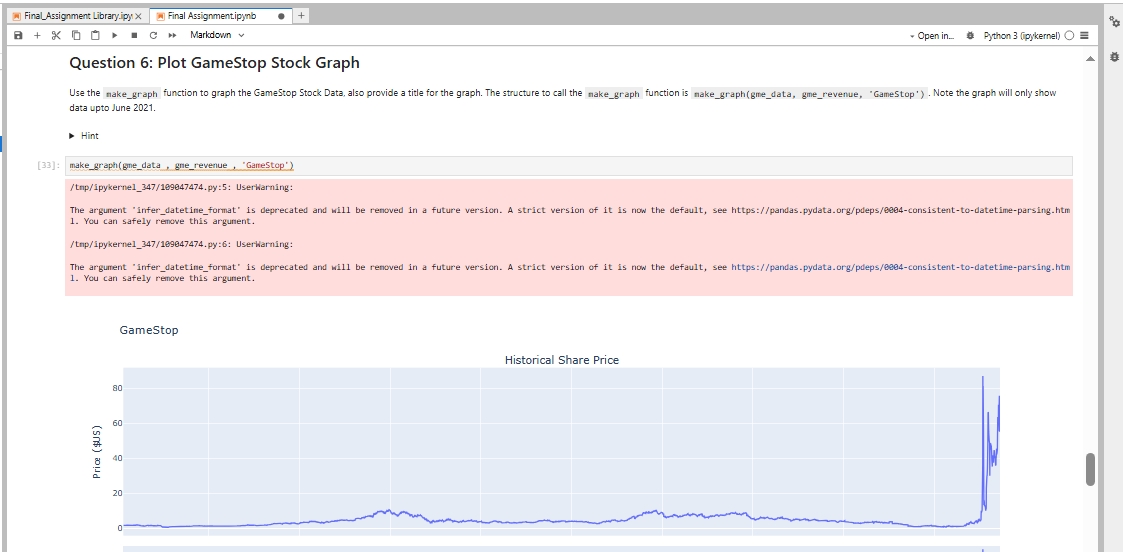 Final_Assignment Library.ipyn
Final Assignment.ipynb
Markdown
Open in...
Python 3 (ipykernel)
Question 6: Plot GameStop Stock Graph
Use the make_graph function to graph the GameStop Stock Data, also provide a title for the graph. The structure to call the make_graph function is make_graph(gme_data, gme_revenue, 'GameStop'). Note the graph will only show
data upto June 2021.
Hint
[33]: make_graph(gme_data , gme_revenue , 'GameStop')
/tmp/ipykernel_347/109047474.py:5: UserWarning:
The argument 'infer_datetime_format' is deprecated and will be removed in a future version. A strict version of it is now the default, see https://pandas.pydata.org/pdeps/0004-consistent-to-datetime-parsing.htm
l. You can safely remove this argument.
/tmp/ipykernel_347/109047474.py:6: UserWarning:
The argument 'infer_datetime_format' is deprecated and will be removed in a future version. A strict version of it is now the default, see https://pandas.pydata.org/pdeps/0004-consistent-to-datetime-parsing.htm
l. You can safely remove this argument.
GameStop
Historical Share Price
80
60
40
20
0
Price ($US)